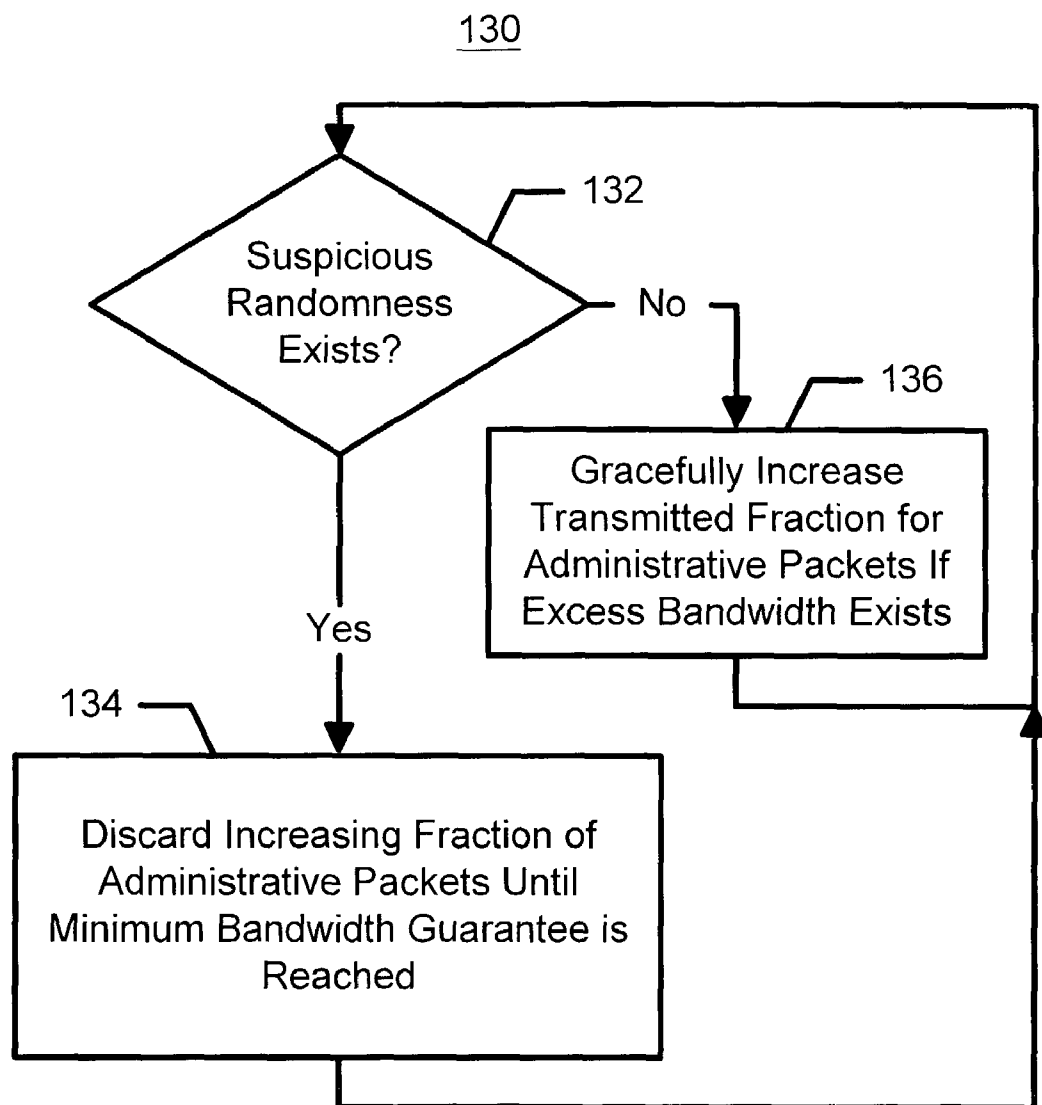 130
132
Suspicious
Randomness
Exists?
No
136
Gracefully Increase
Transmitted Fraction for
Administrative Packets If
Excess Bandwidth Exists
Yes
134
Discard Increasing Fraction of
Administrative Packets Until
Minimum Bandwidth Guarantee is
Reached